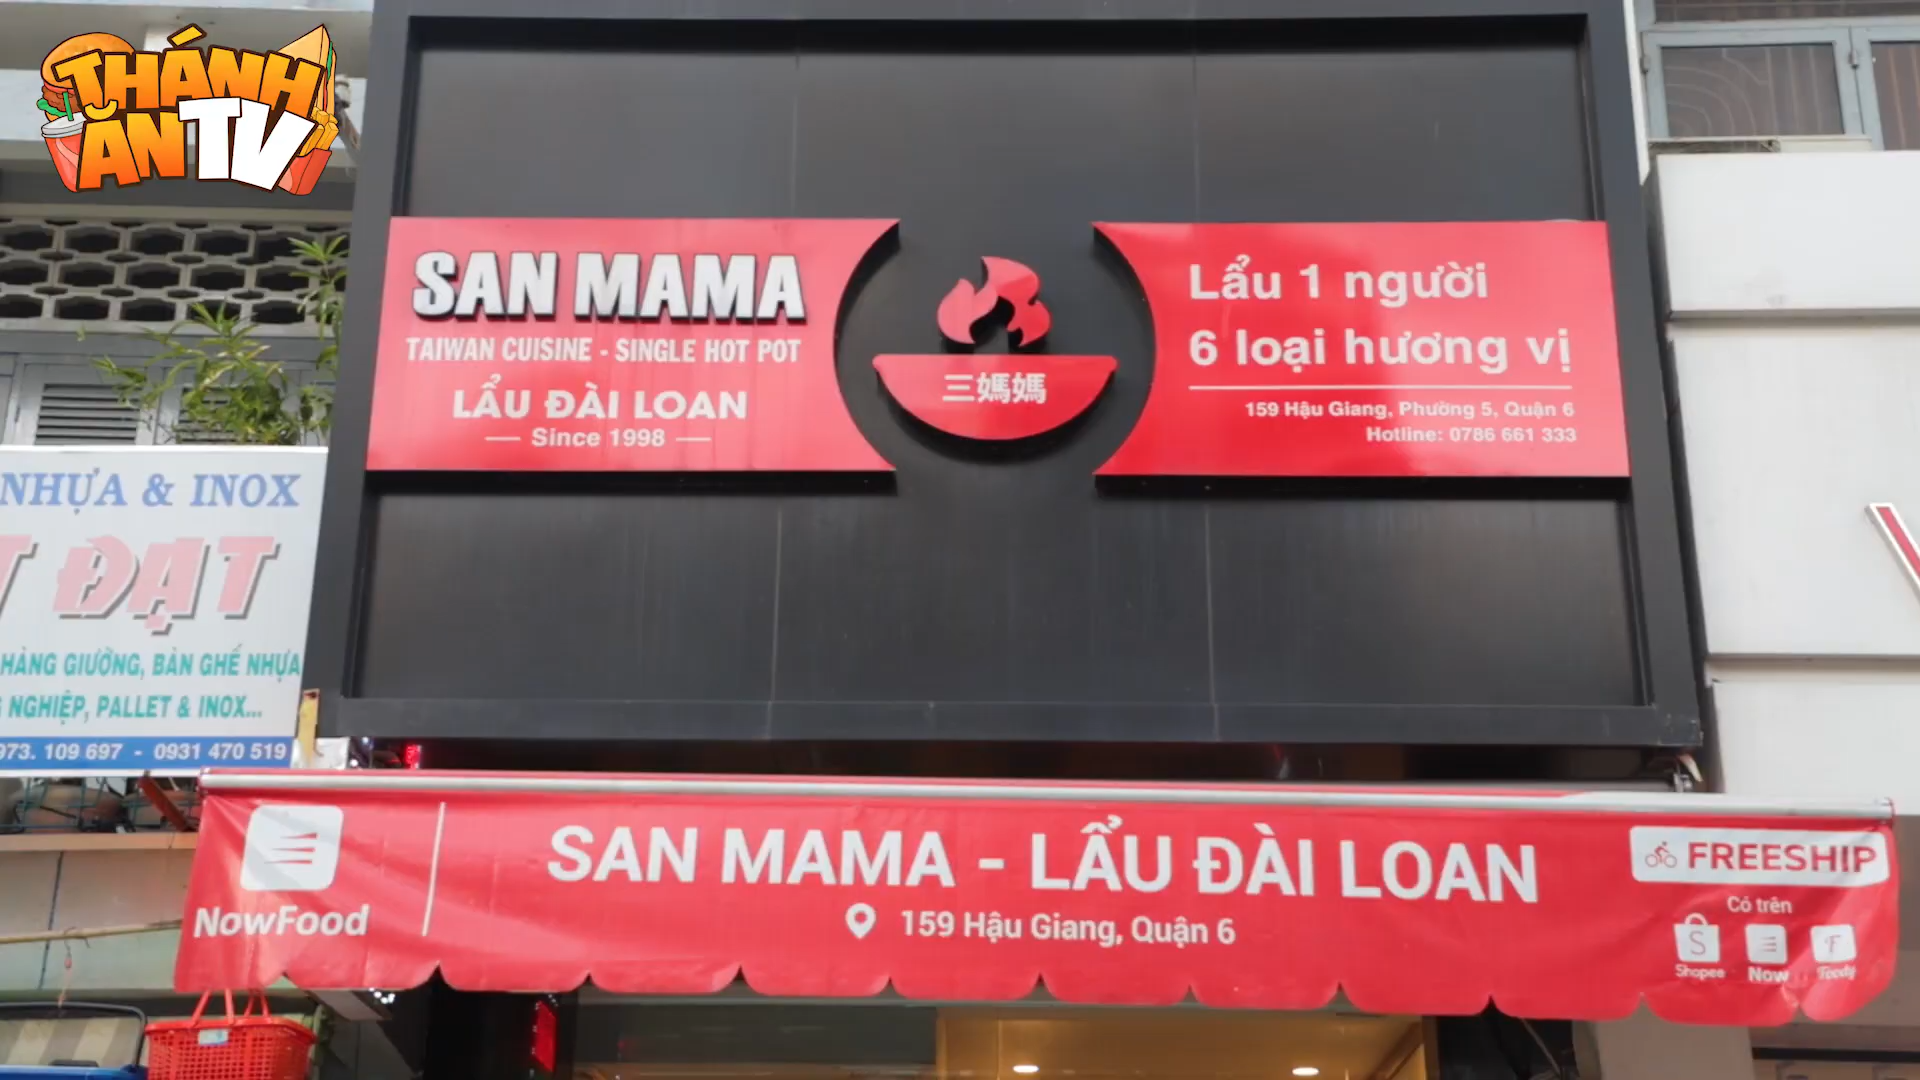 THÁNH
ĂN TV
SAN MAMA
TAIWAN CUISINE - SINGLE HOT POT
LẨU ĐÀI LOAN
Since 1998
三媽媽
Lẩu 1 người
6 loại hương vị
159 Hậu Giang, Phường 5, Quận 6
Hotline: 0786 661 333
NHỰA & INOX
ĐẠT
HÀNG GIƯỜNG, BÀN GHẾ NHỰA
NGHIỆP, PALLET & INOX...
973. 109 697 - 0931 470 519
NowFood
SAN MAMA - LẨU ĐÀI LOAN
159 Hậu Giang, Quận 6
FREESHIP
Có trên
Shopee Now Foody